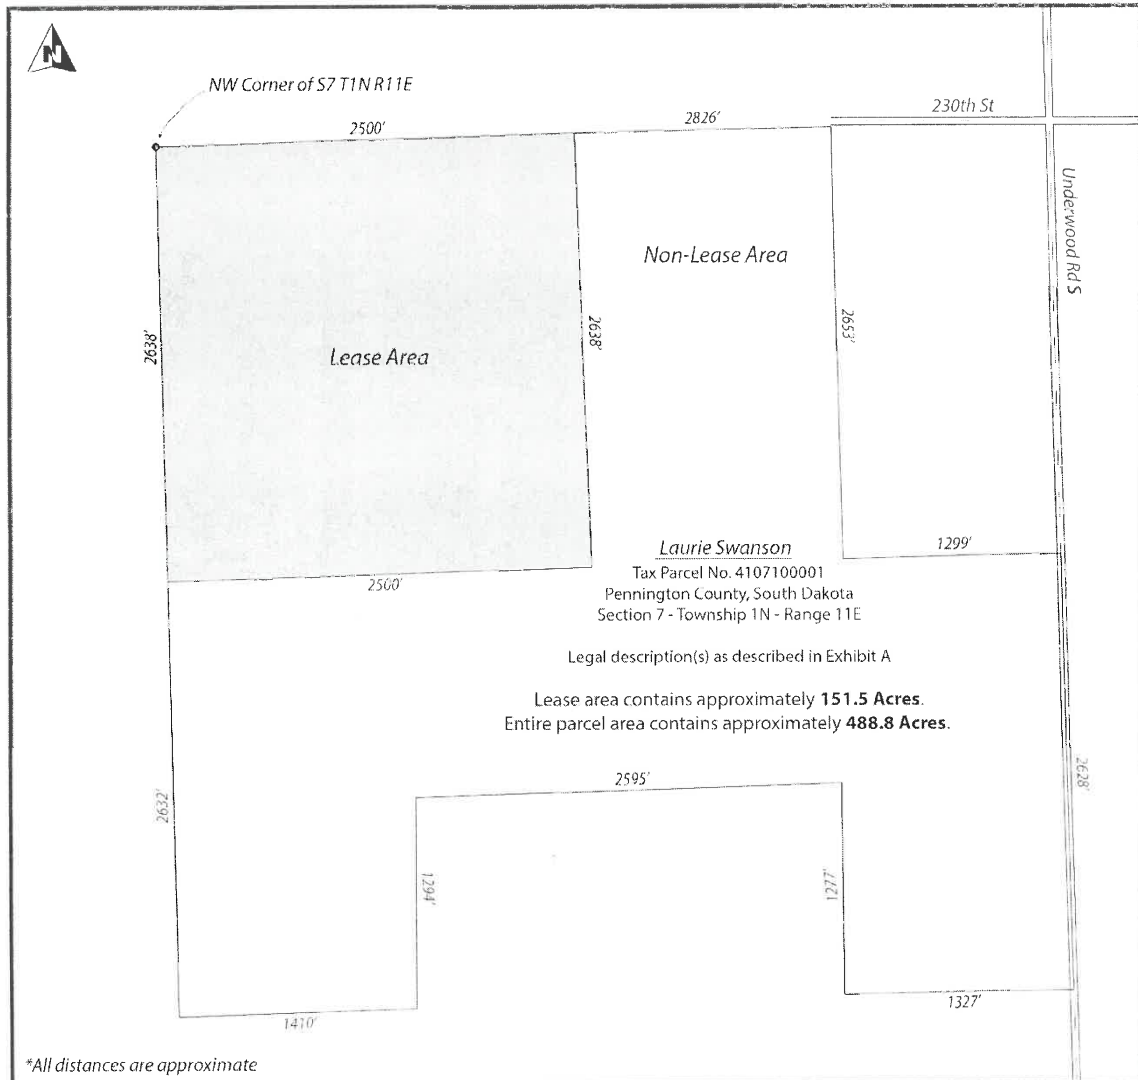 N
NW Corner of S7 T1N R11E
2500'
2826'
230th St
Underwood Rd S
Non-Lease Area
2638'
Lease Area
2638'
2653'
2500'
1299'
Laurie Swanson
Tax Parcel No. 4107100001
Pennington County, South Dakota
Section 7 - Township 1N - Range 11E
Legal description(s) as described in Exhibit A
Lease area contains approximately 151.5 Acres.
Entire parcel area contains approximately 488.8 Acres.
2595'
2632'
2628'
1294'
1277'
1410'
1327'
*All distances are approximate